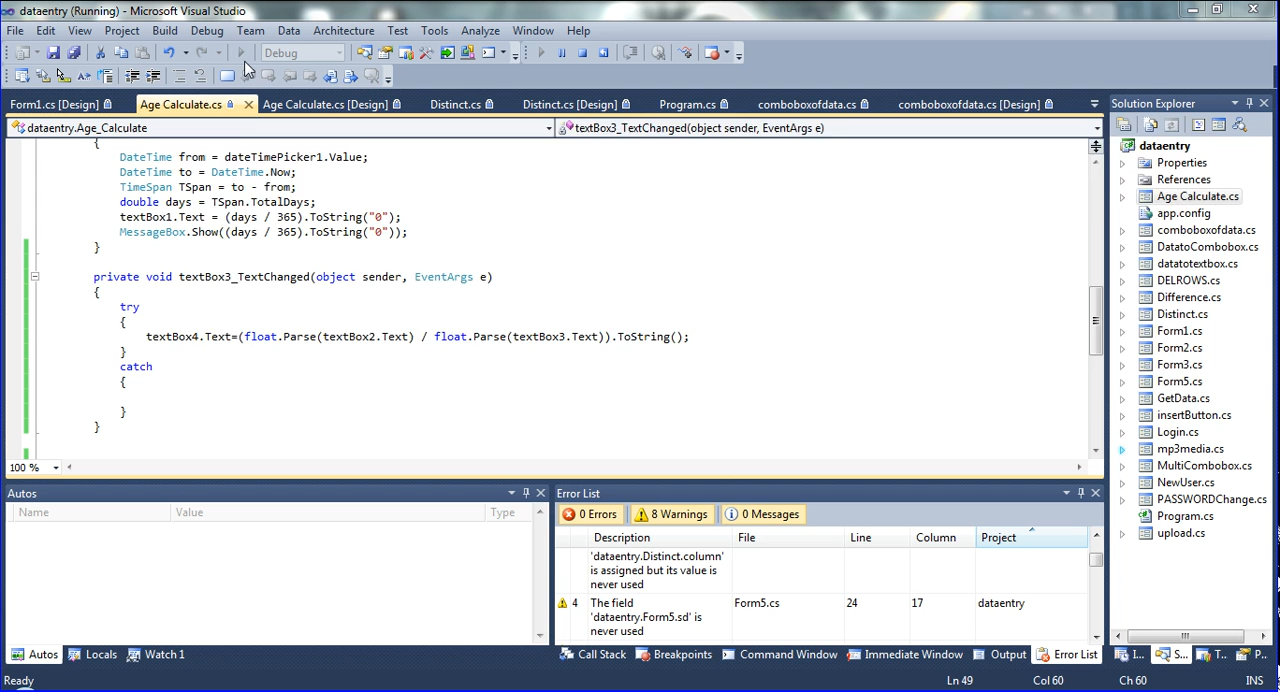 dataentry (Running) - Microsoft Visual Studio
File Edit View Project Build Debug Team Data Architecture Test Tools Analyze Window Help
Debug
Form1.cs [Design] Age Calculate.cs Age Calculate.cs [Design] Distinct.cs Distinct.cs [Design] Program.cs comboboxofdata.cs comboboxofdata.cs [Design] Solution Explorer
dataentry.Age_Calculate textBox3_TextChanged(object sender, EventArgs e)
{
DateTime from = dateTimePicker1.Value;
DateTime to = DateTime.Now;
TimeSpan TSpan = to - from;
double days = TSpan.TotalDays;
textBox1.Text = (days / 365).ToString("0");
MessageBox.Show((days / 365).ToString("0"));
}
private void textBox3_TextChanged(object sender, EventArgs e)
{
try
{
textBox4.Text=(float.Parse(textBox2.Text) / float.Parse(textBox3.Text)).ToString();
}
catch
{
}
}
100 %
dataentry
Properties
References
Age Calculate.cs
app.config
comboboxofdata.cs
DatatoCombobox.cs
datatotextbox.cs
DELROWS.cs
Difference.cs
Distinct.cs
Form1.cs
Form2.cs
Form3.cs
Form5.cs
GetData.cs
insertButton.cs
Login.cs
mp3media.cs
MultiCombobox.cs
NewUser.cs
PASSWORDChange.cs
Program.cs
upload.cs
Autos
Name Value Type
Error List
0 Errors 8 Warnings 0 Messages
Description File Line Column Project
'dataentry.Distinct.column'
is assigned but its value is
never used
4 The field Form5.cs 24 17 dataentry
'dataentry.Form5.sd' is
never used
Autos Locals Watch 1 Call Stack Breakpoints Command Window Immediate Window Output Error List I... S... T... P...
Ready Ln 49 Col 60 Ch 60 INS